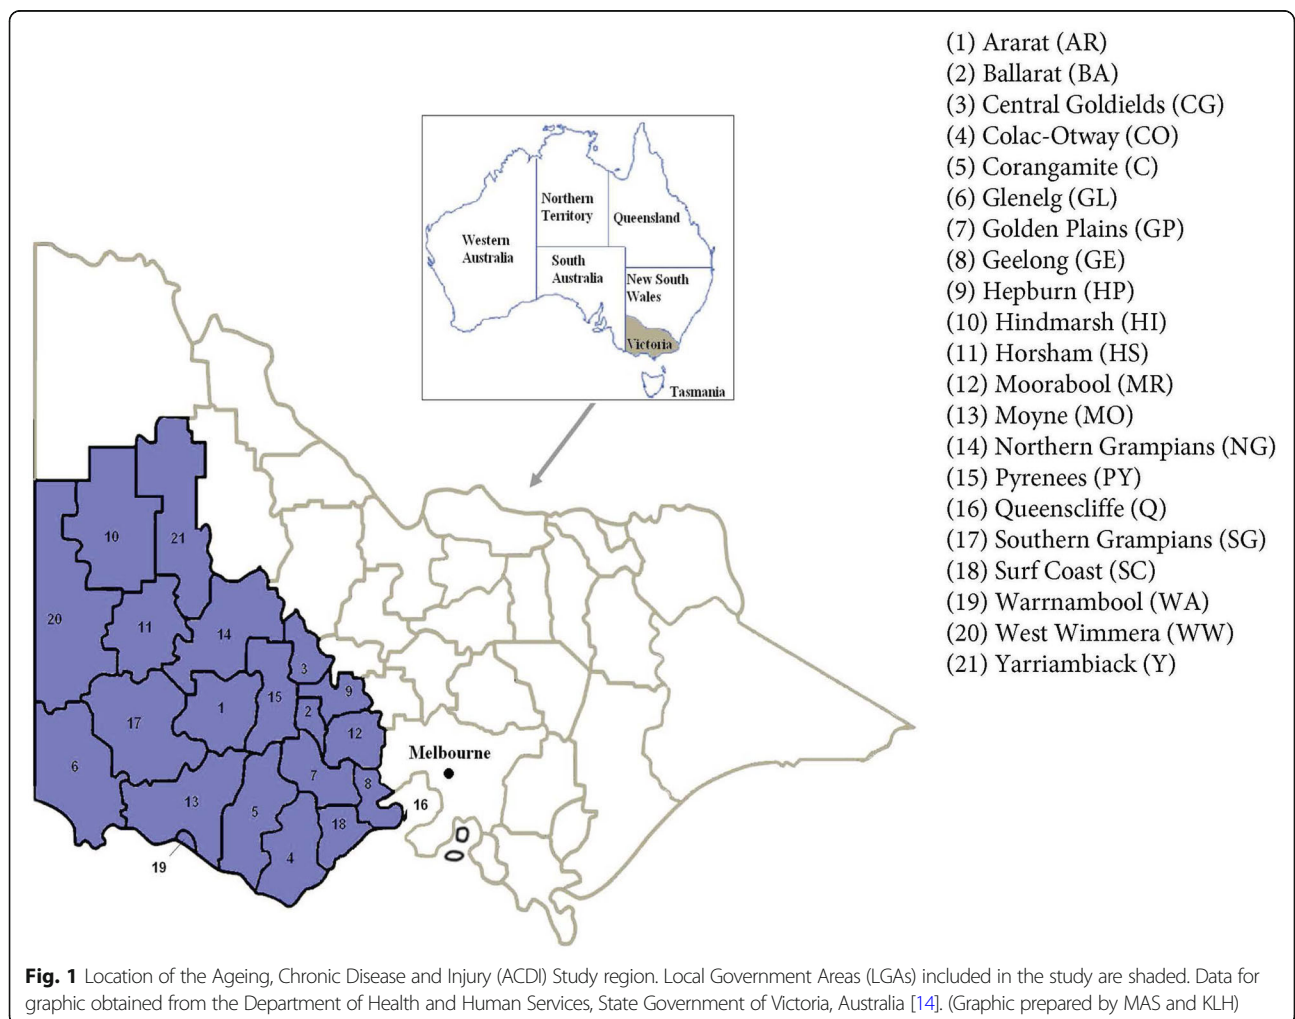 (1) Ararat (AR)
(2) Ballarat (BA)
(3) Central Goldields (CG)
(4) Colac-Otway (CO)
(5) Corangamite (C)
(6) Glenelg (GL)
(7) Golden Plains (GP)
(8) Geelong (GE)
(9) Hepburn (HP)
(10) Hindmarsh (HI)
(11) Horsham (HS)
(12) Moorabool (MR)
(13) Moyne (MO)
(14) Northern Grampians (NG)
(15) Pyrenees (PY)
(16) Queenscliffe (Q)
(17) Southern Grampians (SG)
(18) Surf Coast (SC)
(19) Warrnambool (WA)
(20) West Wimmera (WW)
(21) Yarriambiack (Y)
Northern
Territory
Queensland
Western
Australia
South
Australia
New South
Wales
Victoria
Tasmania
10
21
20
11
14
3
9
15
1
2
17
12
Melbourne
6
7
8
13
16
5
18
4
19
Fig. 1 Location of the Ageing, Chronic Disease and Injury (ACDI) Study region. Local Government Areas (LGAs) included in the study are shaded. Data for
graphic obtained from the Department of Health and Human Services, State Government of Victoria, Australia [14]. (Graphic prepared by MAS and KLH)